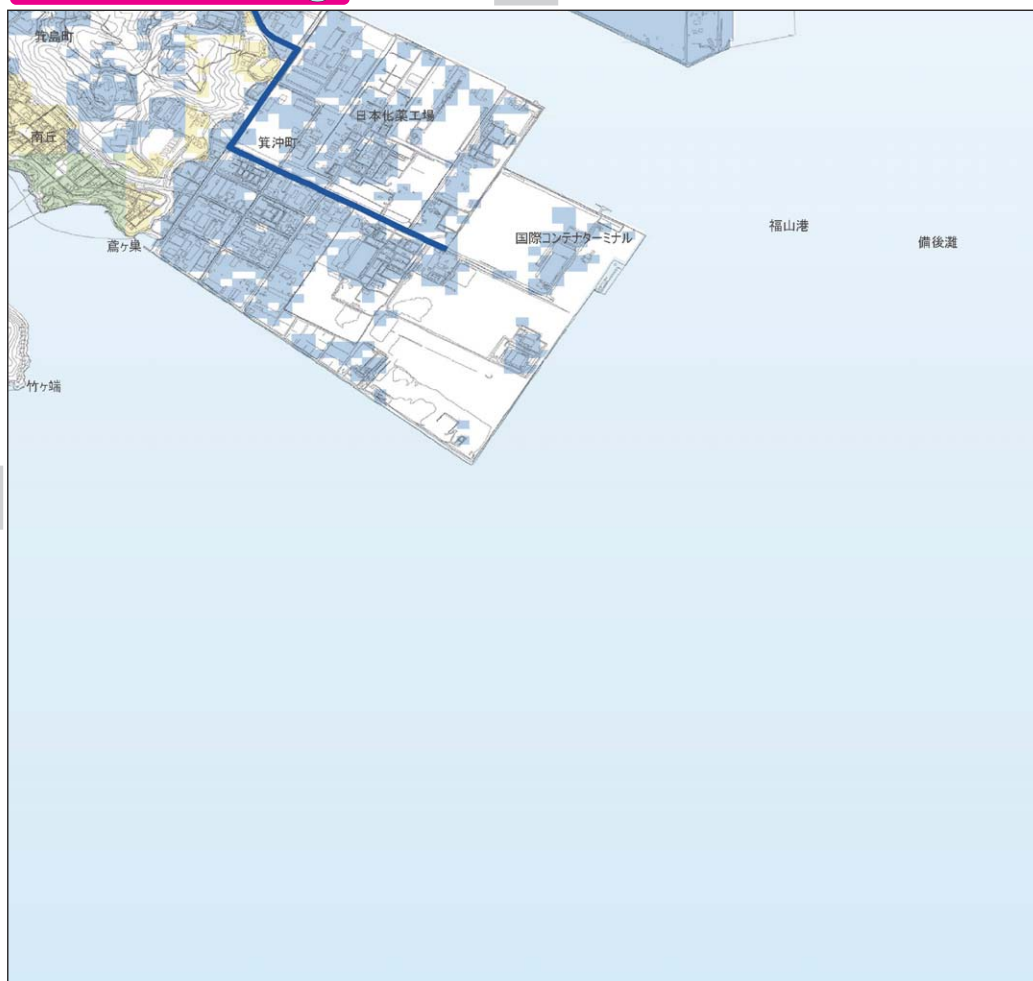 箕島町
南丘
日本化薬工場
箕沖町
鳶ヶ巣
国際コンテナターミナル
福山港
備後灘
竹ヶ端